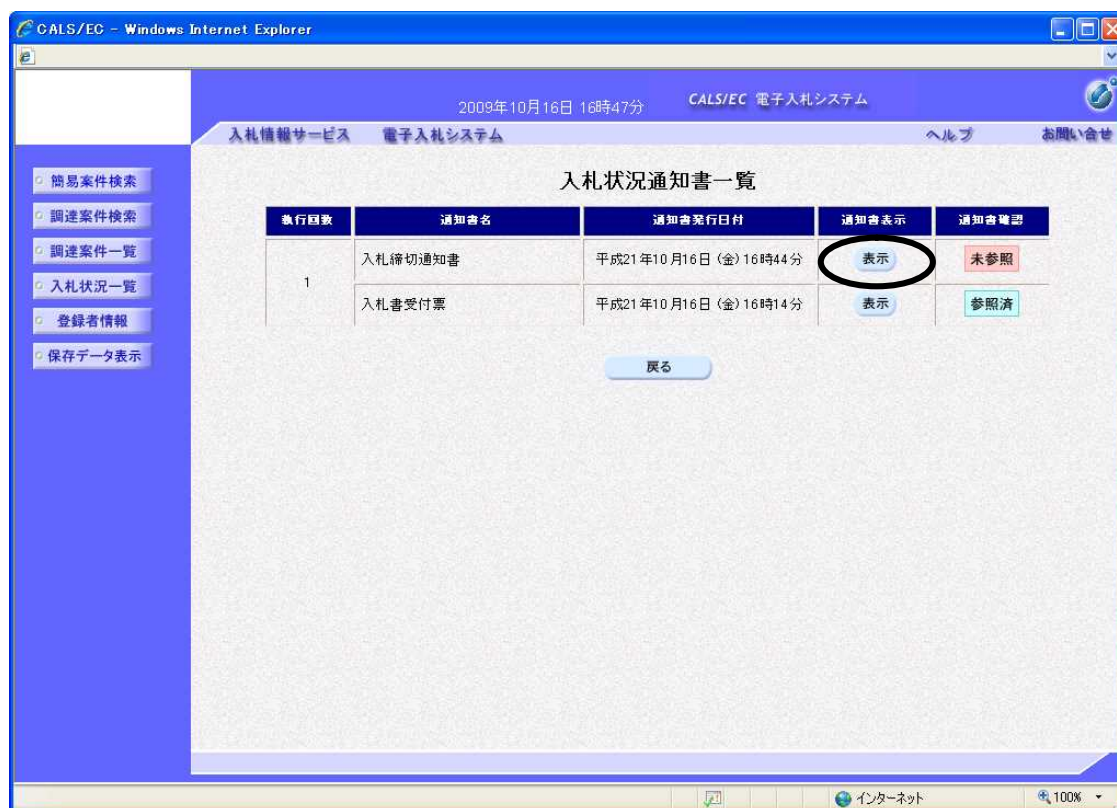 CALS/EC - Windows Internet Explorer
2009年10月16日 16時47分
CALS/EC 電子入札システム
入札情報サービス 電子入札システム ヘルプ お問い合せ
簡易案件検索
調達案件検索
調達案件一覧
入札状況一覧
登録者情報
保存データ表示
入札状況通知書一覧
執行回数 通知書名 通知書発行日付 通知書表示 通知書確認
1
入札締切通知書 平成21年10月16日 (金) 16時44分 表示 未参照
入札書受付票 平成21年10月16日 (金) 16時14分 表示 参照済
戻る
インターネット 100%